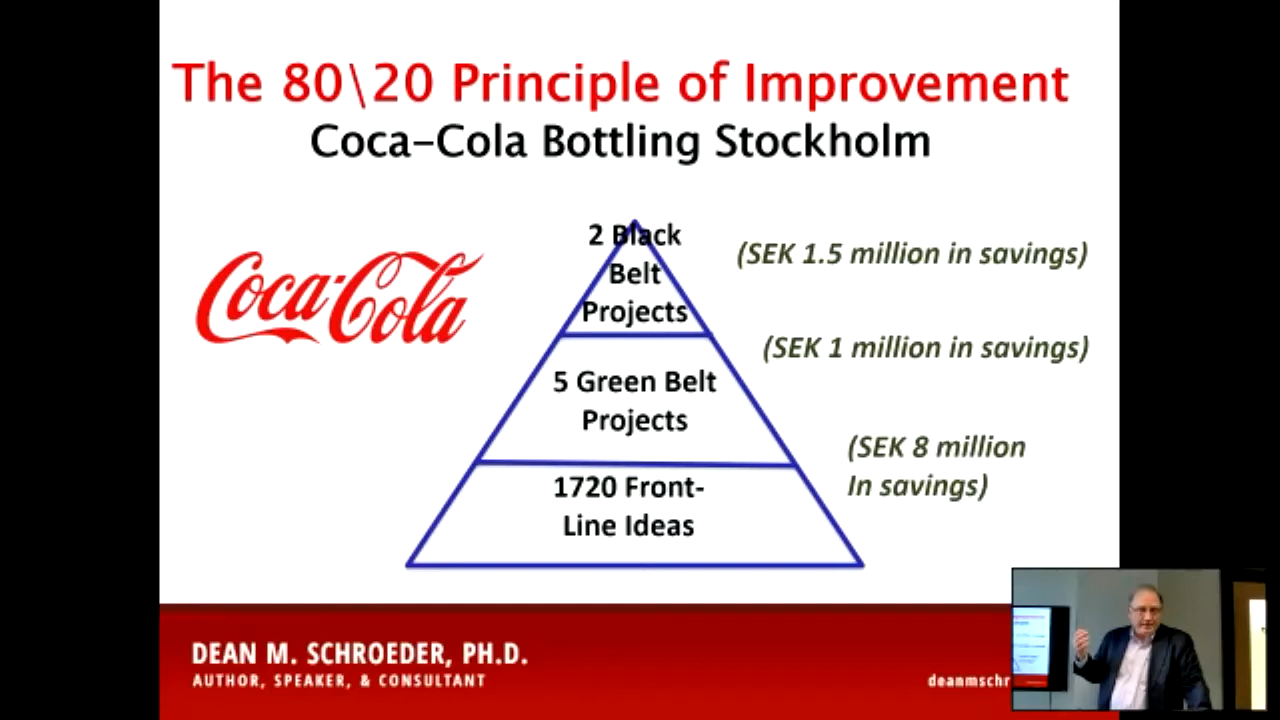 The 80\20 Principle of Improvement
Coca-Cola Bottling Stockholm
Coca-Cola
2 Black
Belt
Projects
(SEK 1.5 million in savings)
5 Green Belt
Projects
(SEK 1 million in savings)
1720 Front-
Line Ideas
(SEK 8 million
In savings)
DEAN M. SCHROEDER, PH.D.
AUTHOR, SPEAKER, & CONSULTANT
deanmschr